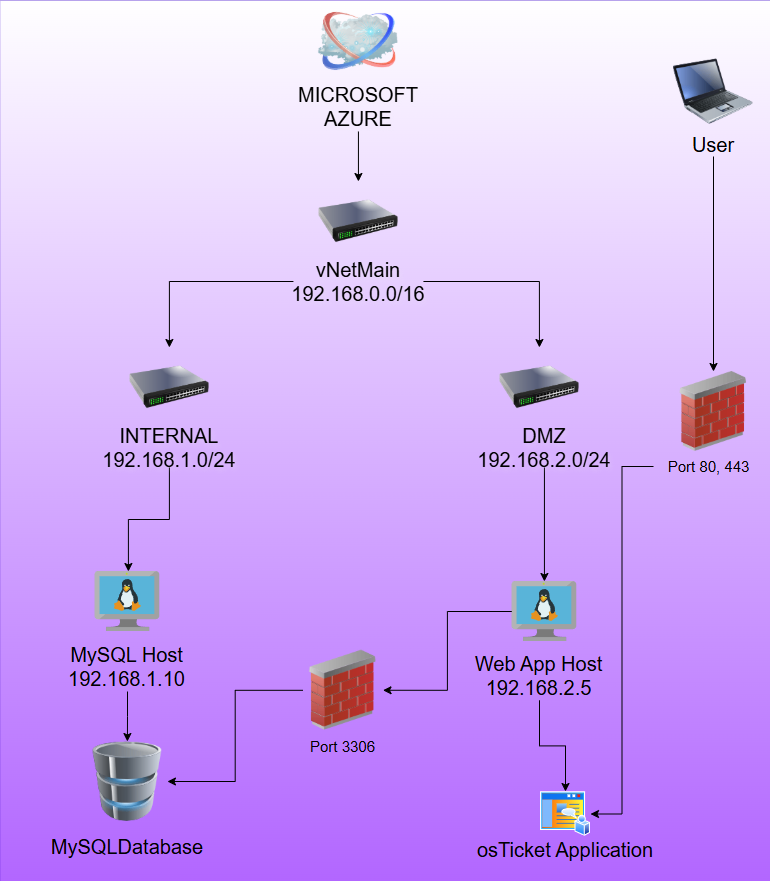 MICROSOFT
AZURE
User
vNetMain
192.168.0.0/16
INTERNAL
192.168.1.0/24
DMZ
192.168.2.0/24
Port 80, 443
MySQL Host
192.168.1.10
Web App Host
192.168.2.5
Port 3306
MySQLDatabase
osTicket Application